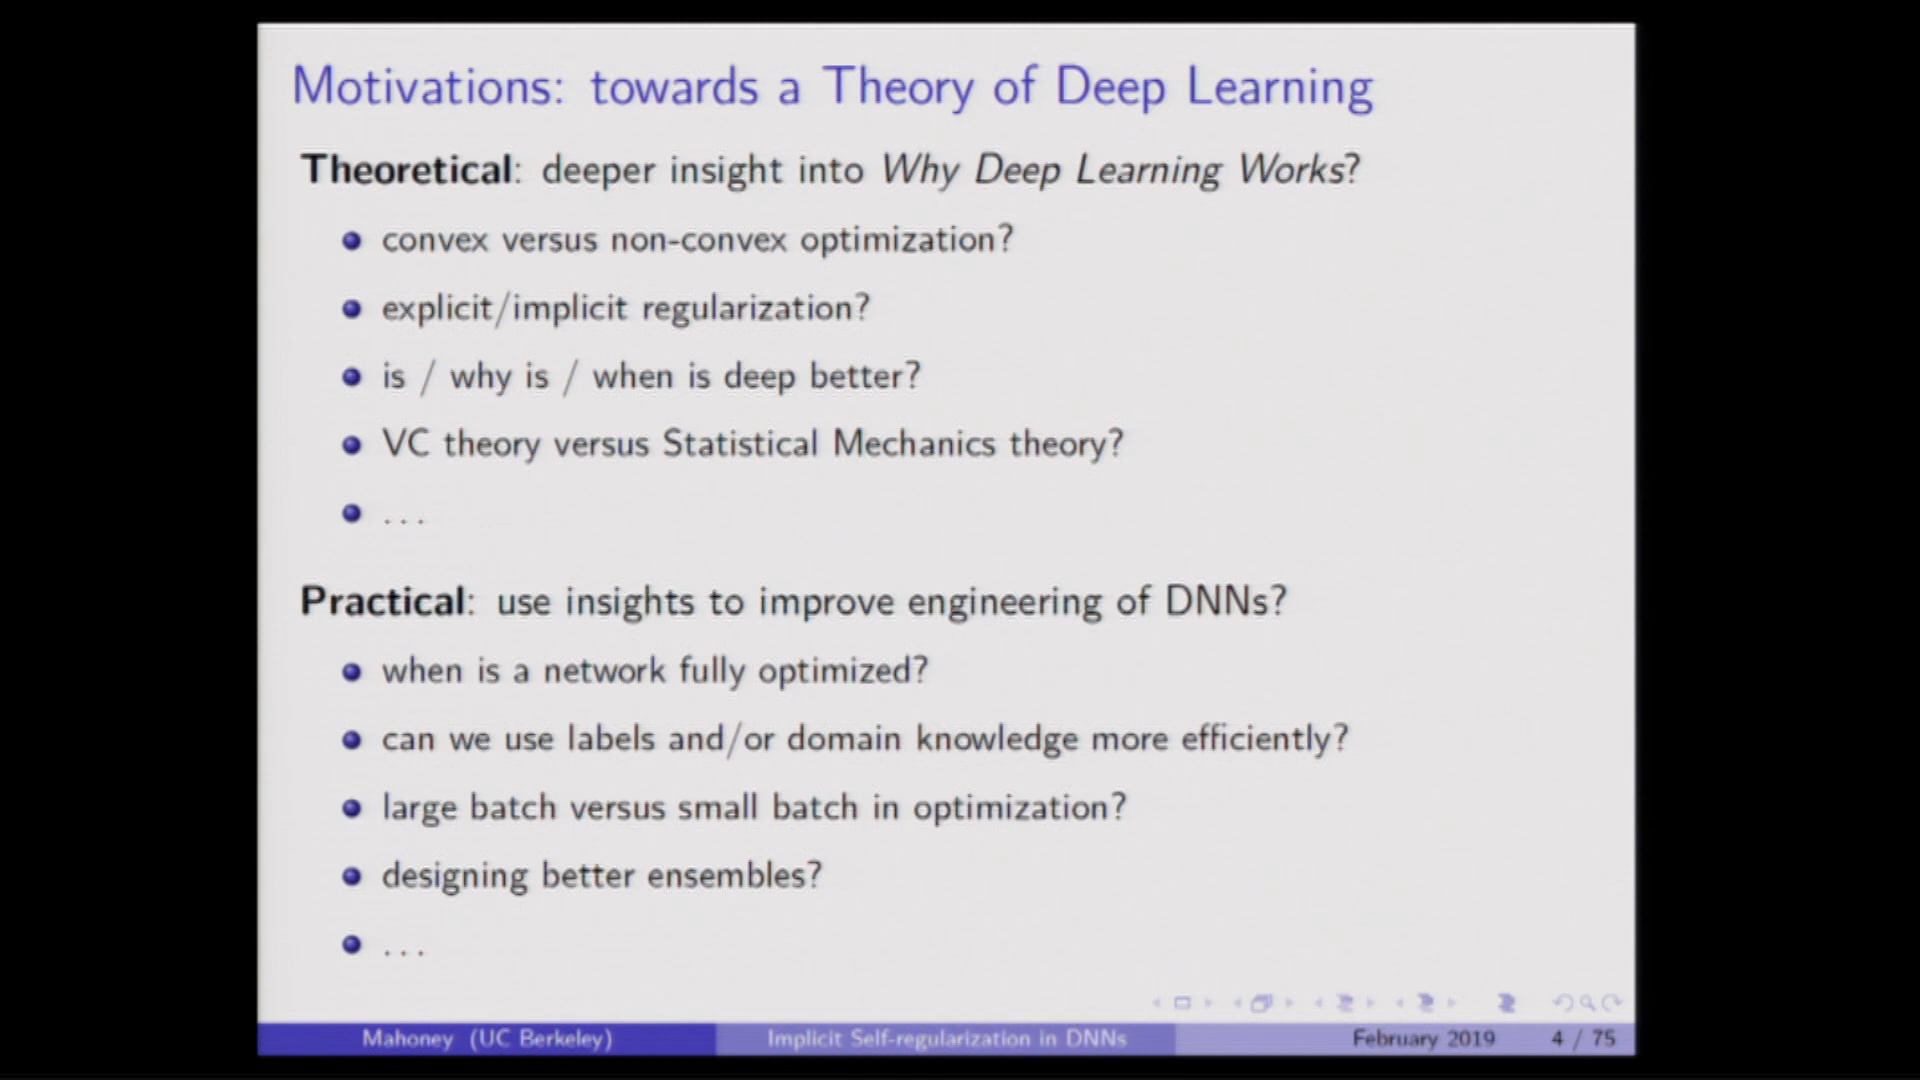 Motivations: towards a Theory of Deep Learning
Theoretical: deeper insight into Why Deep Learning Works?
convex versus non-convex optimization?
explicit/implicit regularization?
is / why is / when is deep better?
VC theory versus Statistical Mechanics theory?
...
Practical: use insights to improve engineering of DNNs?
when is a network fully optimized?
can we use labels and/or domain knowledge more efficiently?
large batch versus small batch in optimization?
designing better ensembles?
...
Mahoney (UC Berkeley) Implicit Self-regularization in DNNs February 2019 4 / 75